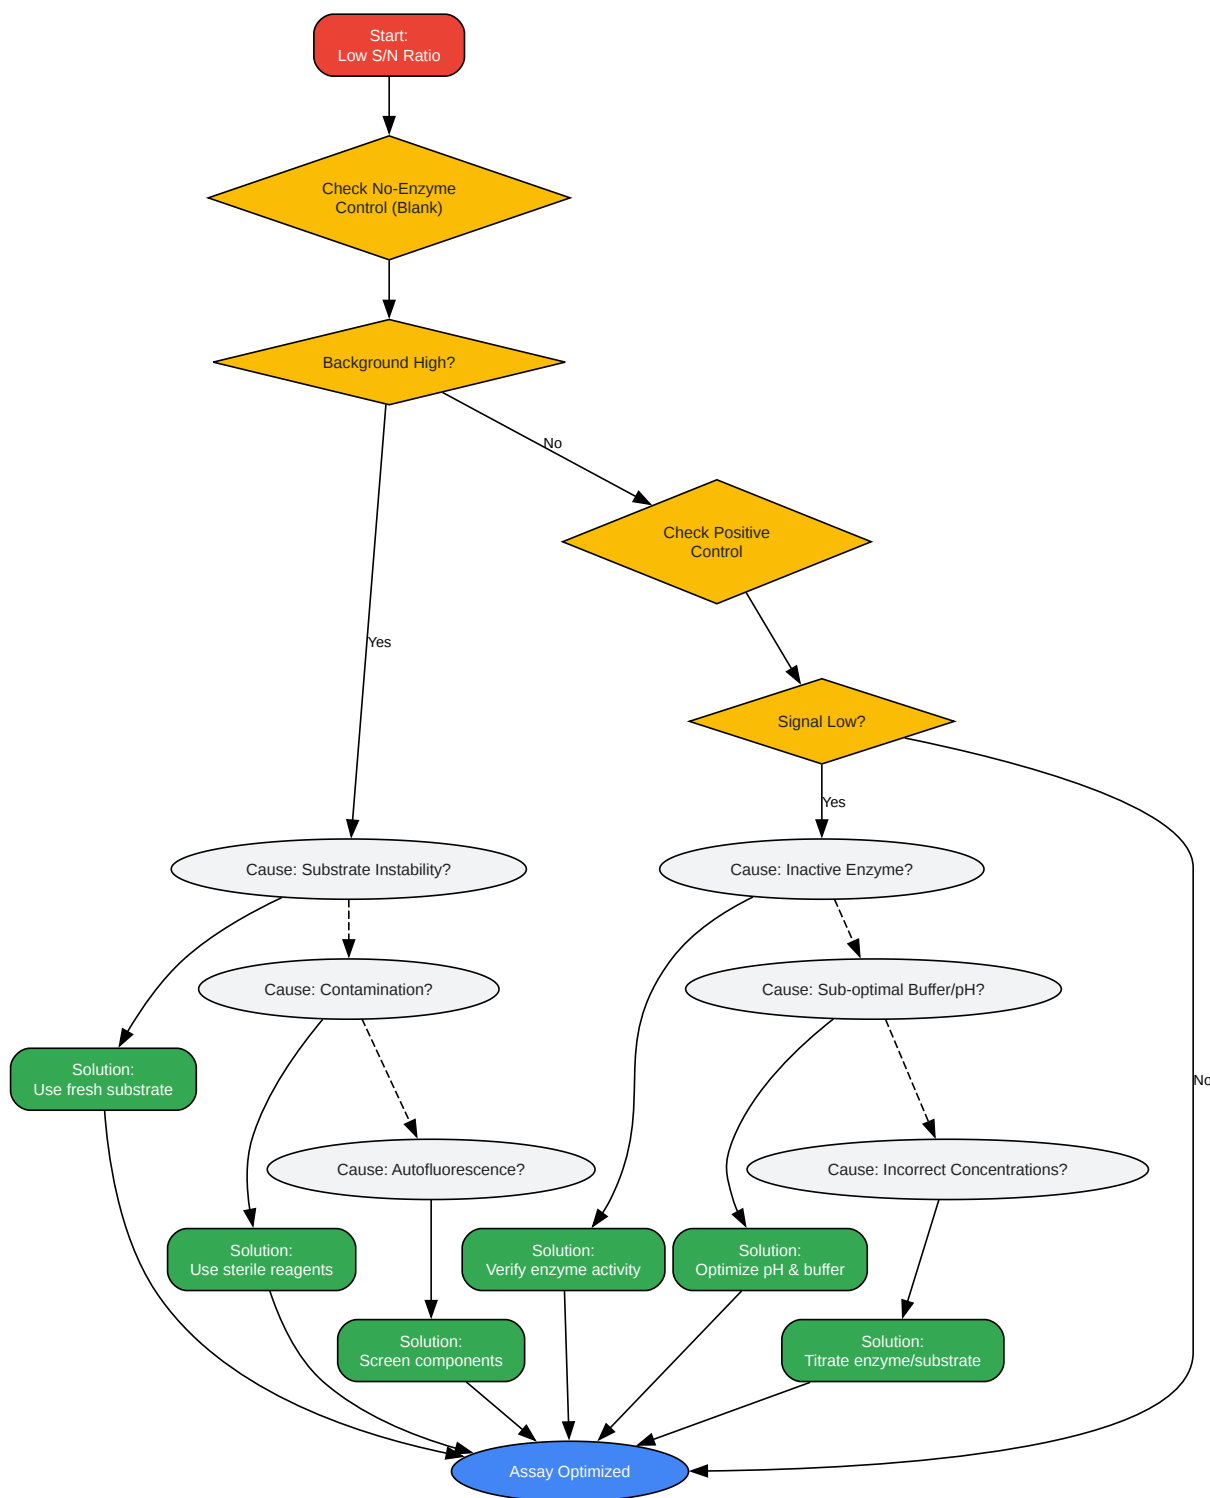 Start:
Low S/N Ratio
Check No-Enzyme
Control (Blank)
Background High?
No
Check Positive
Control
Yes
Signal Low?
Yes
Cause: Substrate Instability?
Cause: Inactive Enzyme?
Cause: Contamination?
Cause: Sub-optimal Buffer/pH?
Solution:
Use fresh substrate
No
Cause: Autofluorescence?
Cause: Incorrect Concentrations?
Solution:
Use sterile reagents
Solution:
Verify enzyme activity
Solution:
Optimize pH & buffer
Solution:
Screen components
Solution:
Titrate enzyme/substrate
Assay Optimized